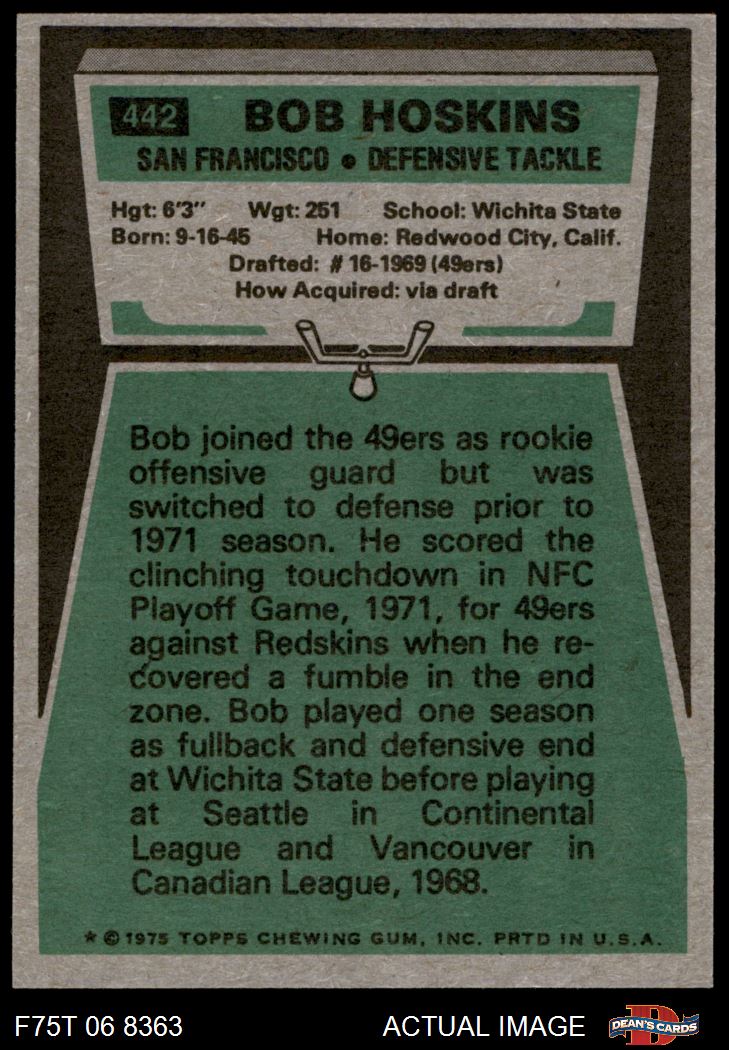 442 BOB HOSKINS
SAN FRANCISCO • DEFENSIVE TACKLE
Hgt: 6'3" Wgt: 251 School: Wichita State
Born: 9-16-45 Home: Redwood City, Calif.
Drafted: # 16-1969 (49ers)
How Acquired: via draft
Bob joined the 49ers as rookie
offensive guard but was
switched to defense prior to
1971 season. He scored the
clinching touchdown in NFC
Playoff Game, 1971, for 49ers
against Redskins when he re-
covered a fumble in the end
zone. Bob played one season
as fullback and defensive end
at Wichita State before playing
at Seattle in Continental
League and Vancouver in
Canadian League, 1968.
* © 1975 TOPPS CHEWING GUM, INC. PRTD IN U.S.A.
F75T 06 8363 ACTUAL IMAGE D DEAN'S CARDS